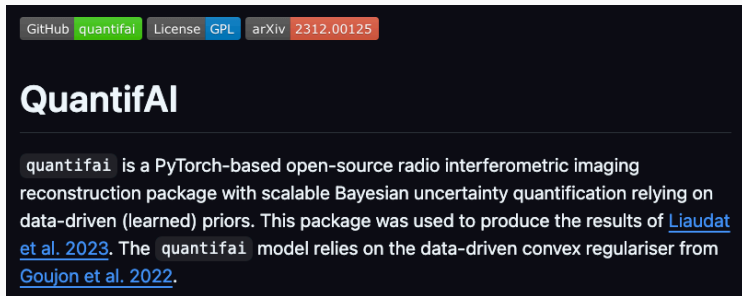 GitHub quantifai License GPL arXiv 2312.00125
QuantifAI
quantifai is a PyTorch-based open-source radio interferometric imaging
reconstruction package with scalable Bayesian uncertainty quantification relying on
data-driven (learned) priors. This package was used to produce the results of Liaudat
et al. 2023. The quantifai model relies on the data-driven convex regulariser from
Goujon et al. 2022.